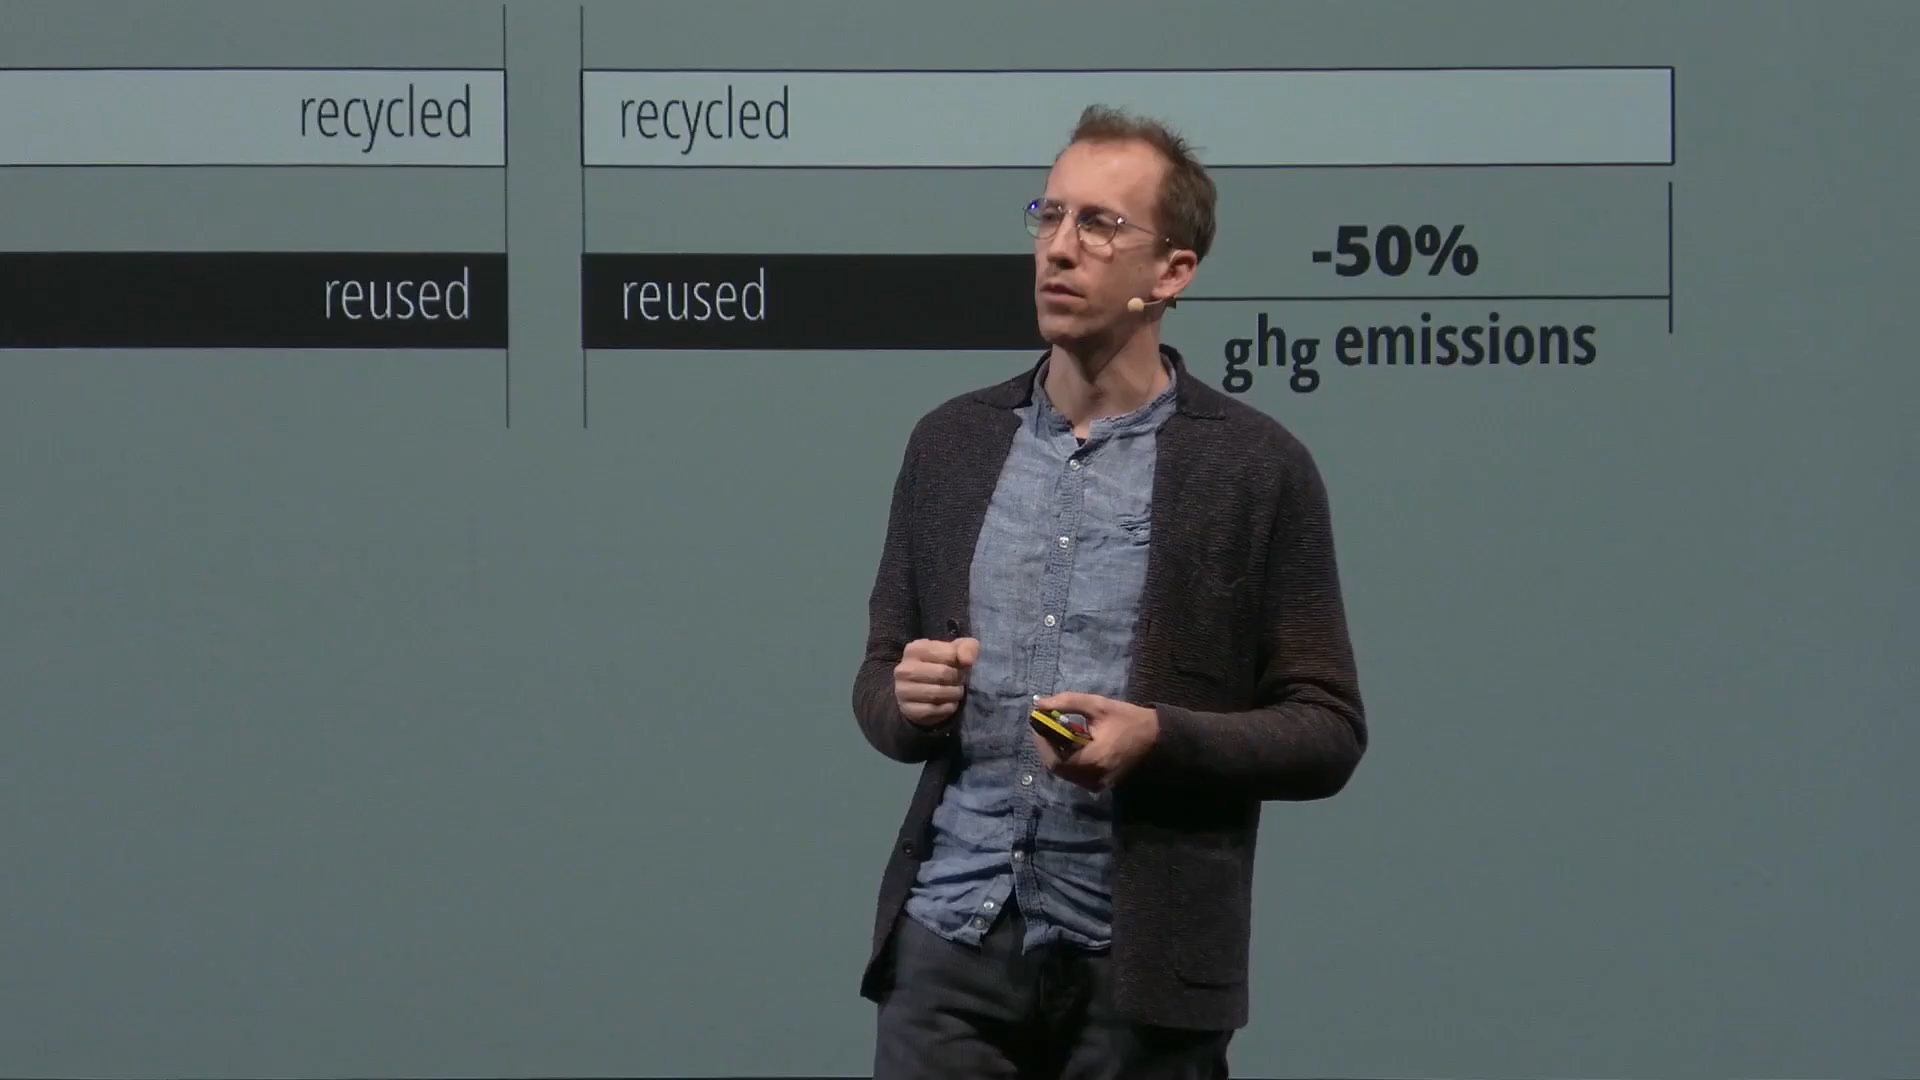 recycled
recycled
reused
reused
-50%
ghg emissions